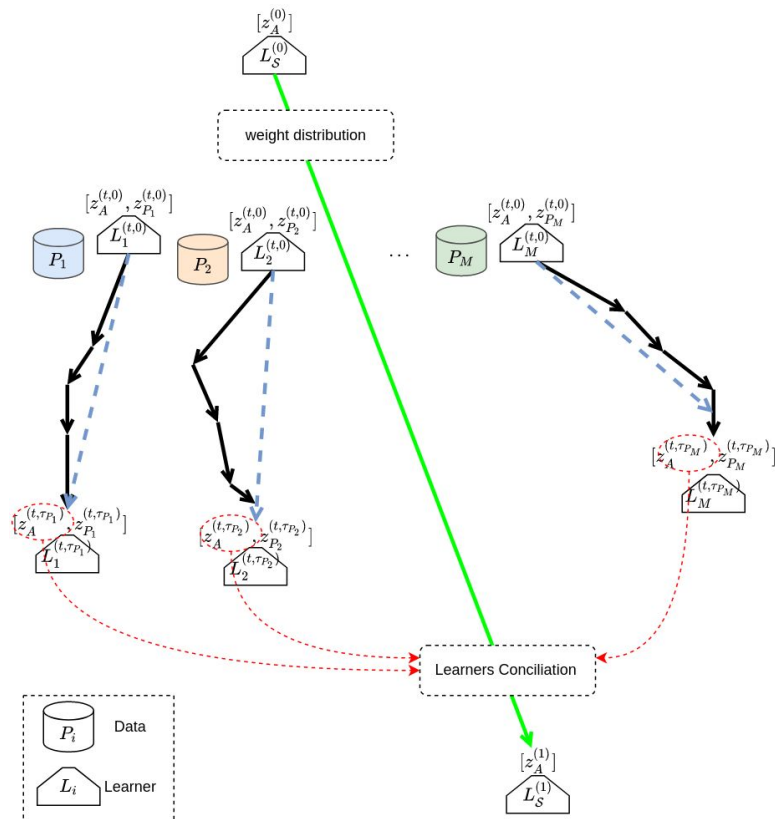 [z_A^{(0)}]
L_𝒮^{(0)}
weight distribution
[z_A^{(t,0)}, z_{P_1}^{(t,0)}]
L_1^{(t,0)}
P_1
[z_A^{(t,0)}, z_{P_2}^{(t,0)}]
L_2^{(t,0)}
P_2
...
[z_A^{(t,0)}, z_{P_M}^{(t,0)}]
L_M^{(t,0)}
P_M
[z_A^{(t,τ_{P_1})}, z_{P_1}^{(t,τ_{P_1})}]
L_1^{(t,τ_{P_1})}
[z_A^{(t,τ_{P_2})}, z_{P_2}^{(t,τ_{P_2})}]
L_2^{(t,τ_{P_2})}
[z_A^{(t,τ_{P_M})}, z_{P_M}^{(t,τ_{P_M})}]
L_M^{(t,τ_{P_M})}
Learners Conciliation
P_i Data
L_i Learner
[z_A^{(1)}]
L_𝒮^{(1)}